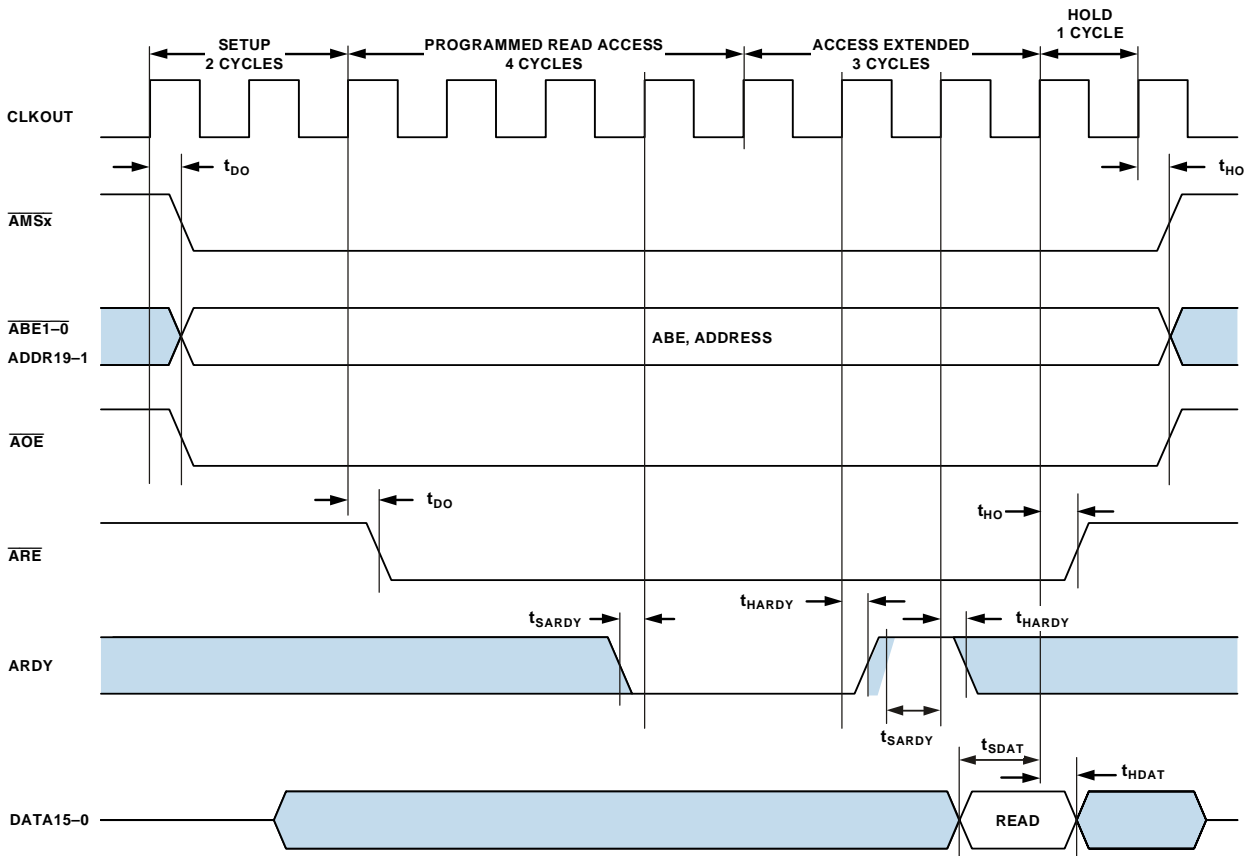 SETUP
2 CYCLES
PROGRAMMED READ ACCESS
4 CYCLES
ACCESS EXTENDED
3 CYCLES
HOLD
1 CYCLE
CLKOUT
tDO
tHO
AMSx
ABE1–0
ADDR19–1
ABE, ADDRESS
AOE
tDO
tHO
ARE
tSARDY
tHARDY
tHARDY
ARDY
tSARDY
tSDAT
tHDAT
DATA15–0
READ